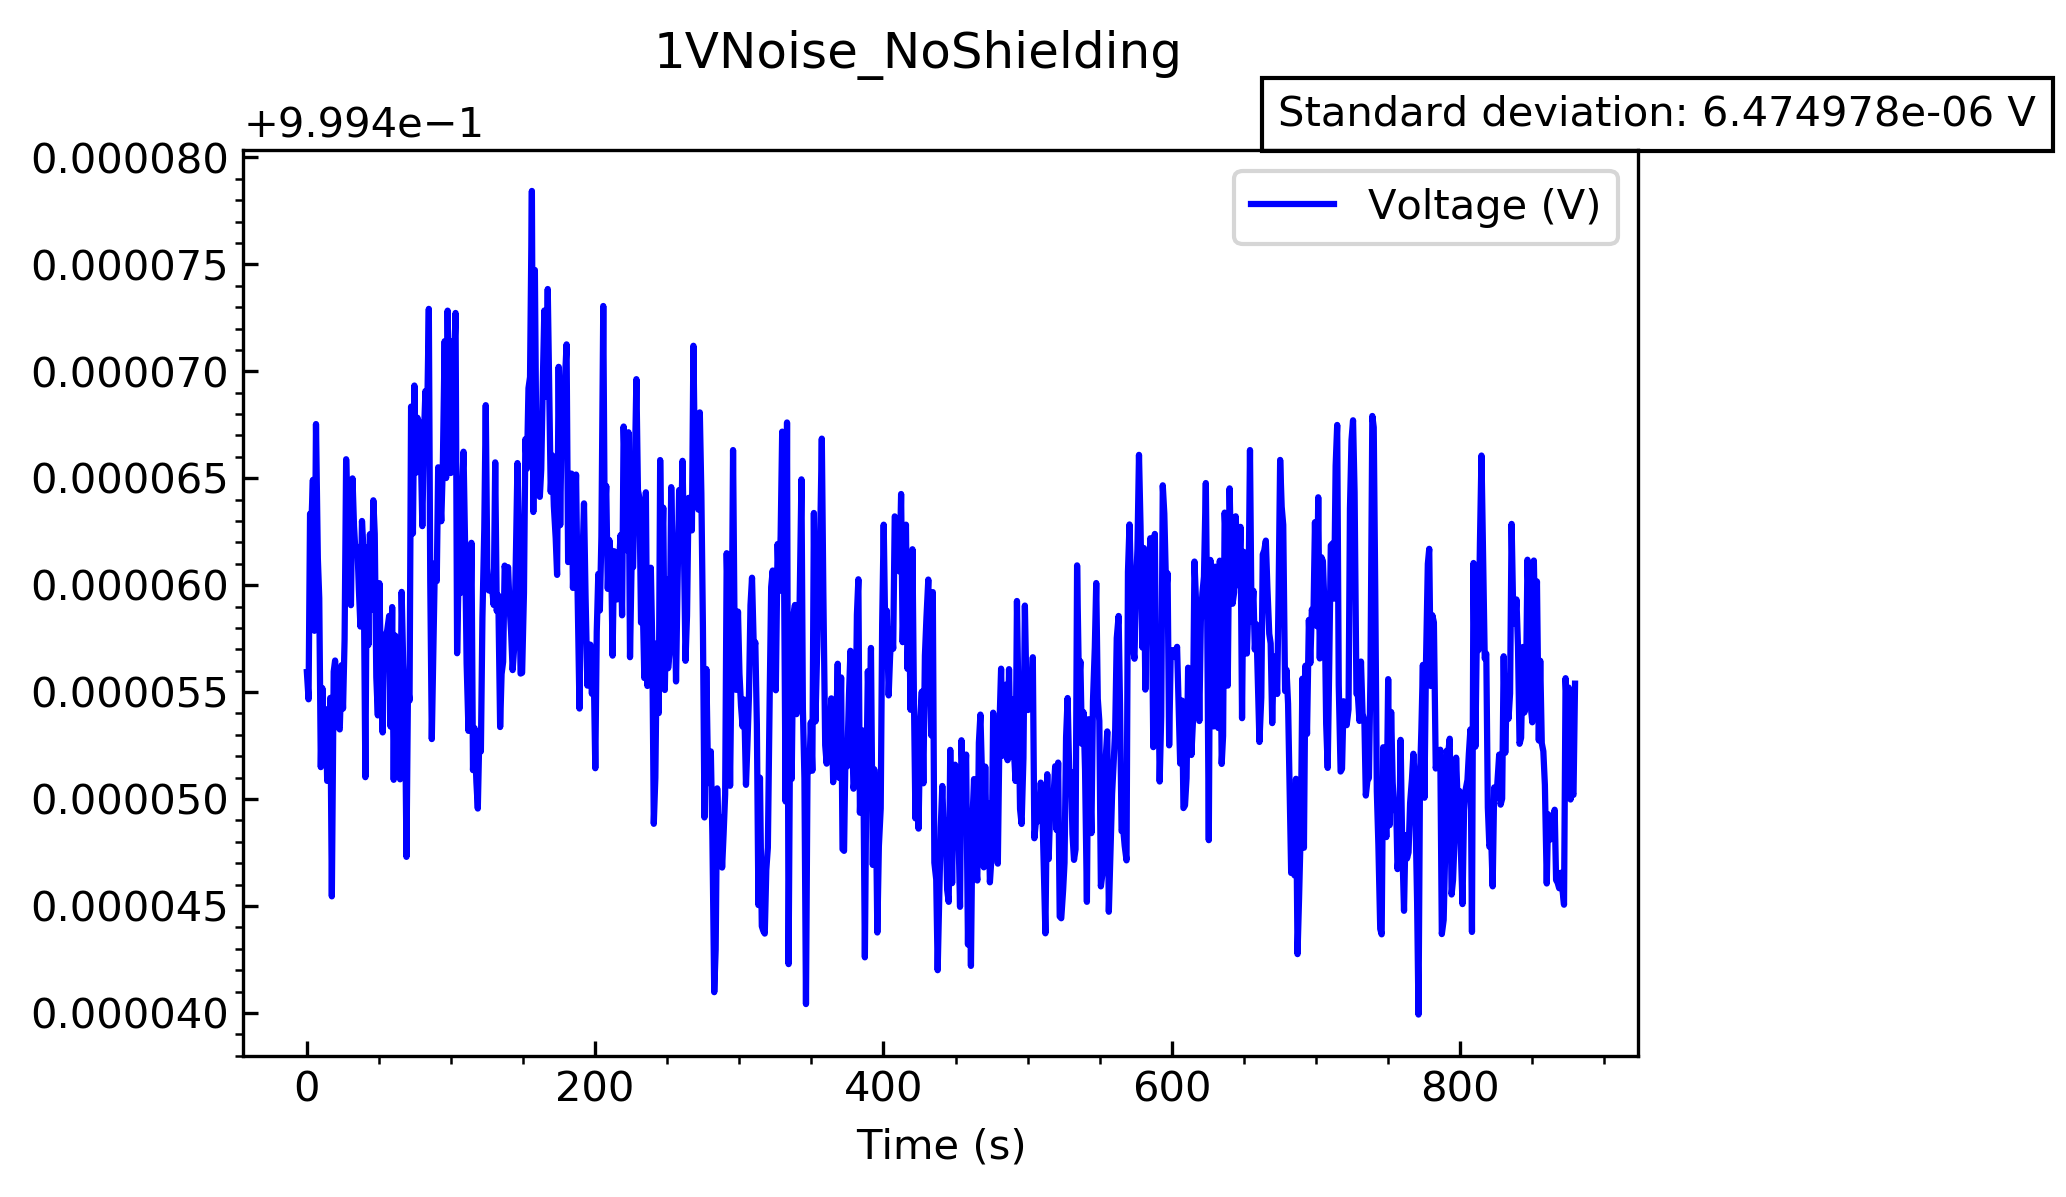 1VNoise_NoShielding
Standard deviation: 6.474978e-06 V
+9.994e−1
Voltage (V)
0.000080
0.000075
0.000070
0.000065
0.000060
0.000055
0.000050
0.000045
0.000040
0 200 400 600 800
Time (s)